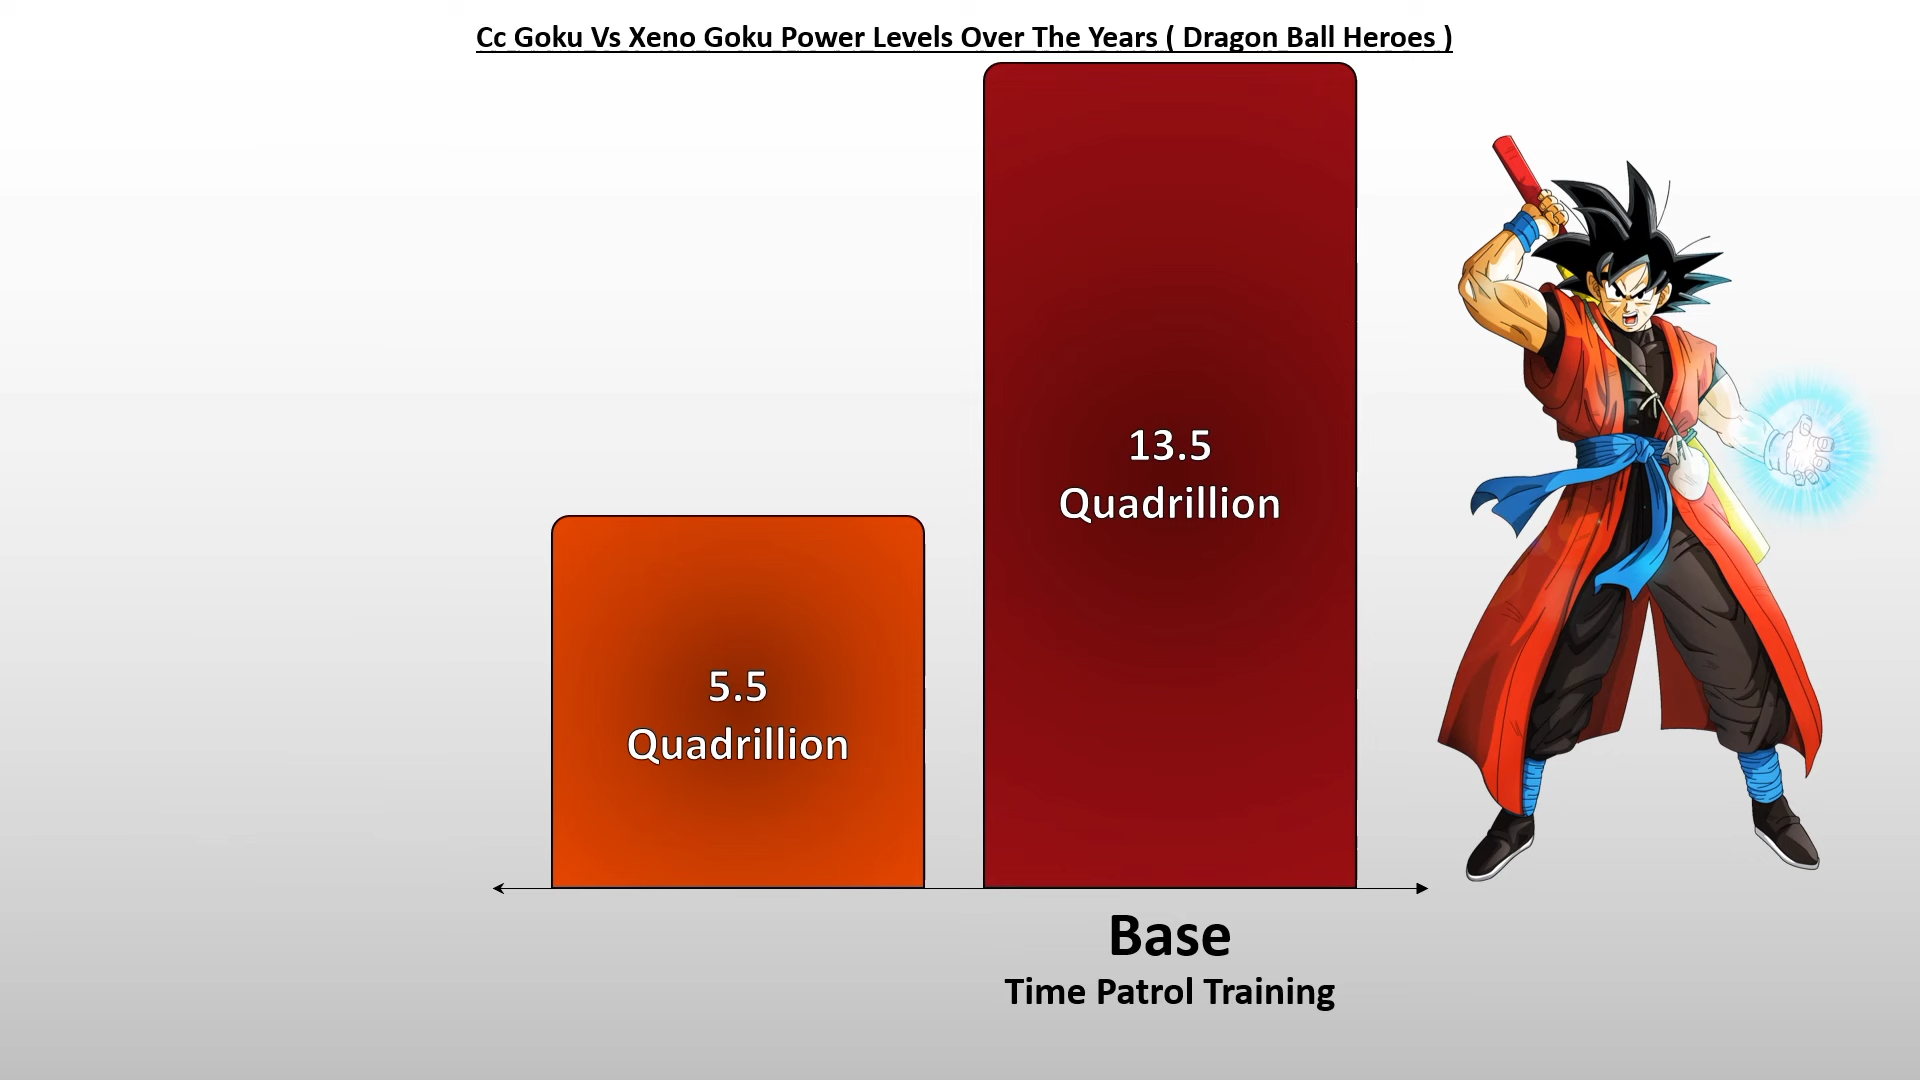 Cc Goku Vs Xeno Goku Power Levels Over The Years ( Dragon Ball Heroes )
13.5
Quadrillion
5.5
Quadrillion
Base
Time Patrol Training